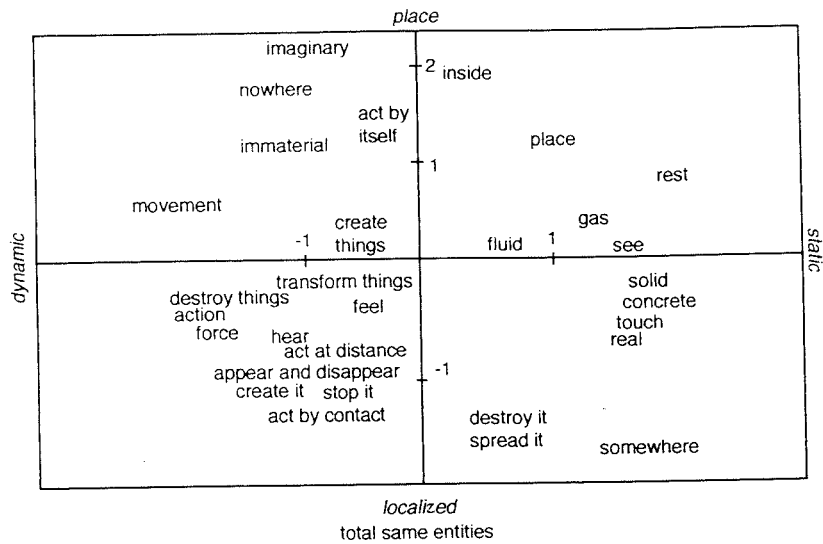 place
imaginary
2
inside
nowhere
act by
itself
immaterial
place
1
rest
movement
create
things
gas
-1
fluid
1
see
dynamic
static
transform things
solid
destroy things
feel
concrete
action
touch
force
hear
real
act at distance
appear and disappear
-1
create it
stop it
act by contact
destroy it
spread it
somewhere
localized
total same entities